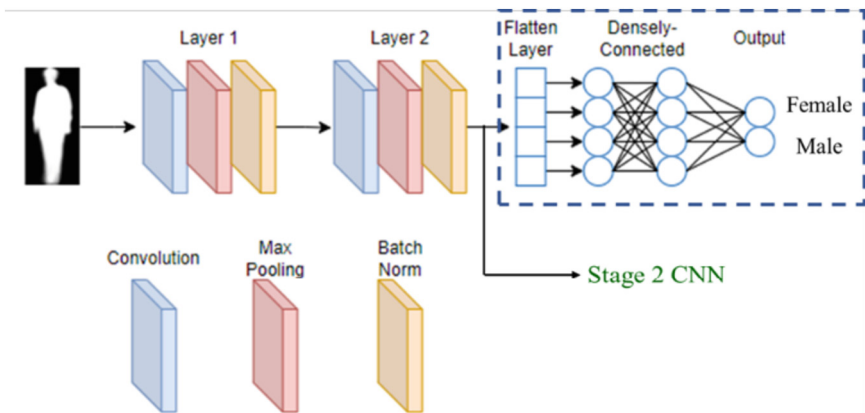 Layer 1
Layer 2
Flatten
Layer
Densely-
Connected
Output
Female
Male
Convolution
Max
Pooling
Batch
Norm
Stage 2 CNN